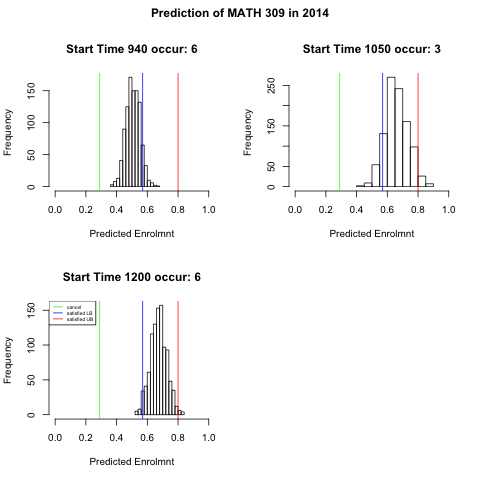 Prediction of MATH 309 in 2014
Start Time 940 occur: 6
Frequency
0 50 100 150
0.0 0.2 0.4 0.6 0.8 1.0
Predicted Enrolmnt
Start Time 1050 occur: 3
Frequency
0 50 150 250
0.0 0.2 0.4 0.6 0.8 1.0
Predicted Enrolmnt
Start Time 1200 occur: 6
cancel
satisfied LB
satisfied UB
Frequency
0 50 100 150
0.0 0.2 0.4 0.6 0.8 1.0
Predicted Enrolmnt